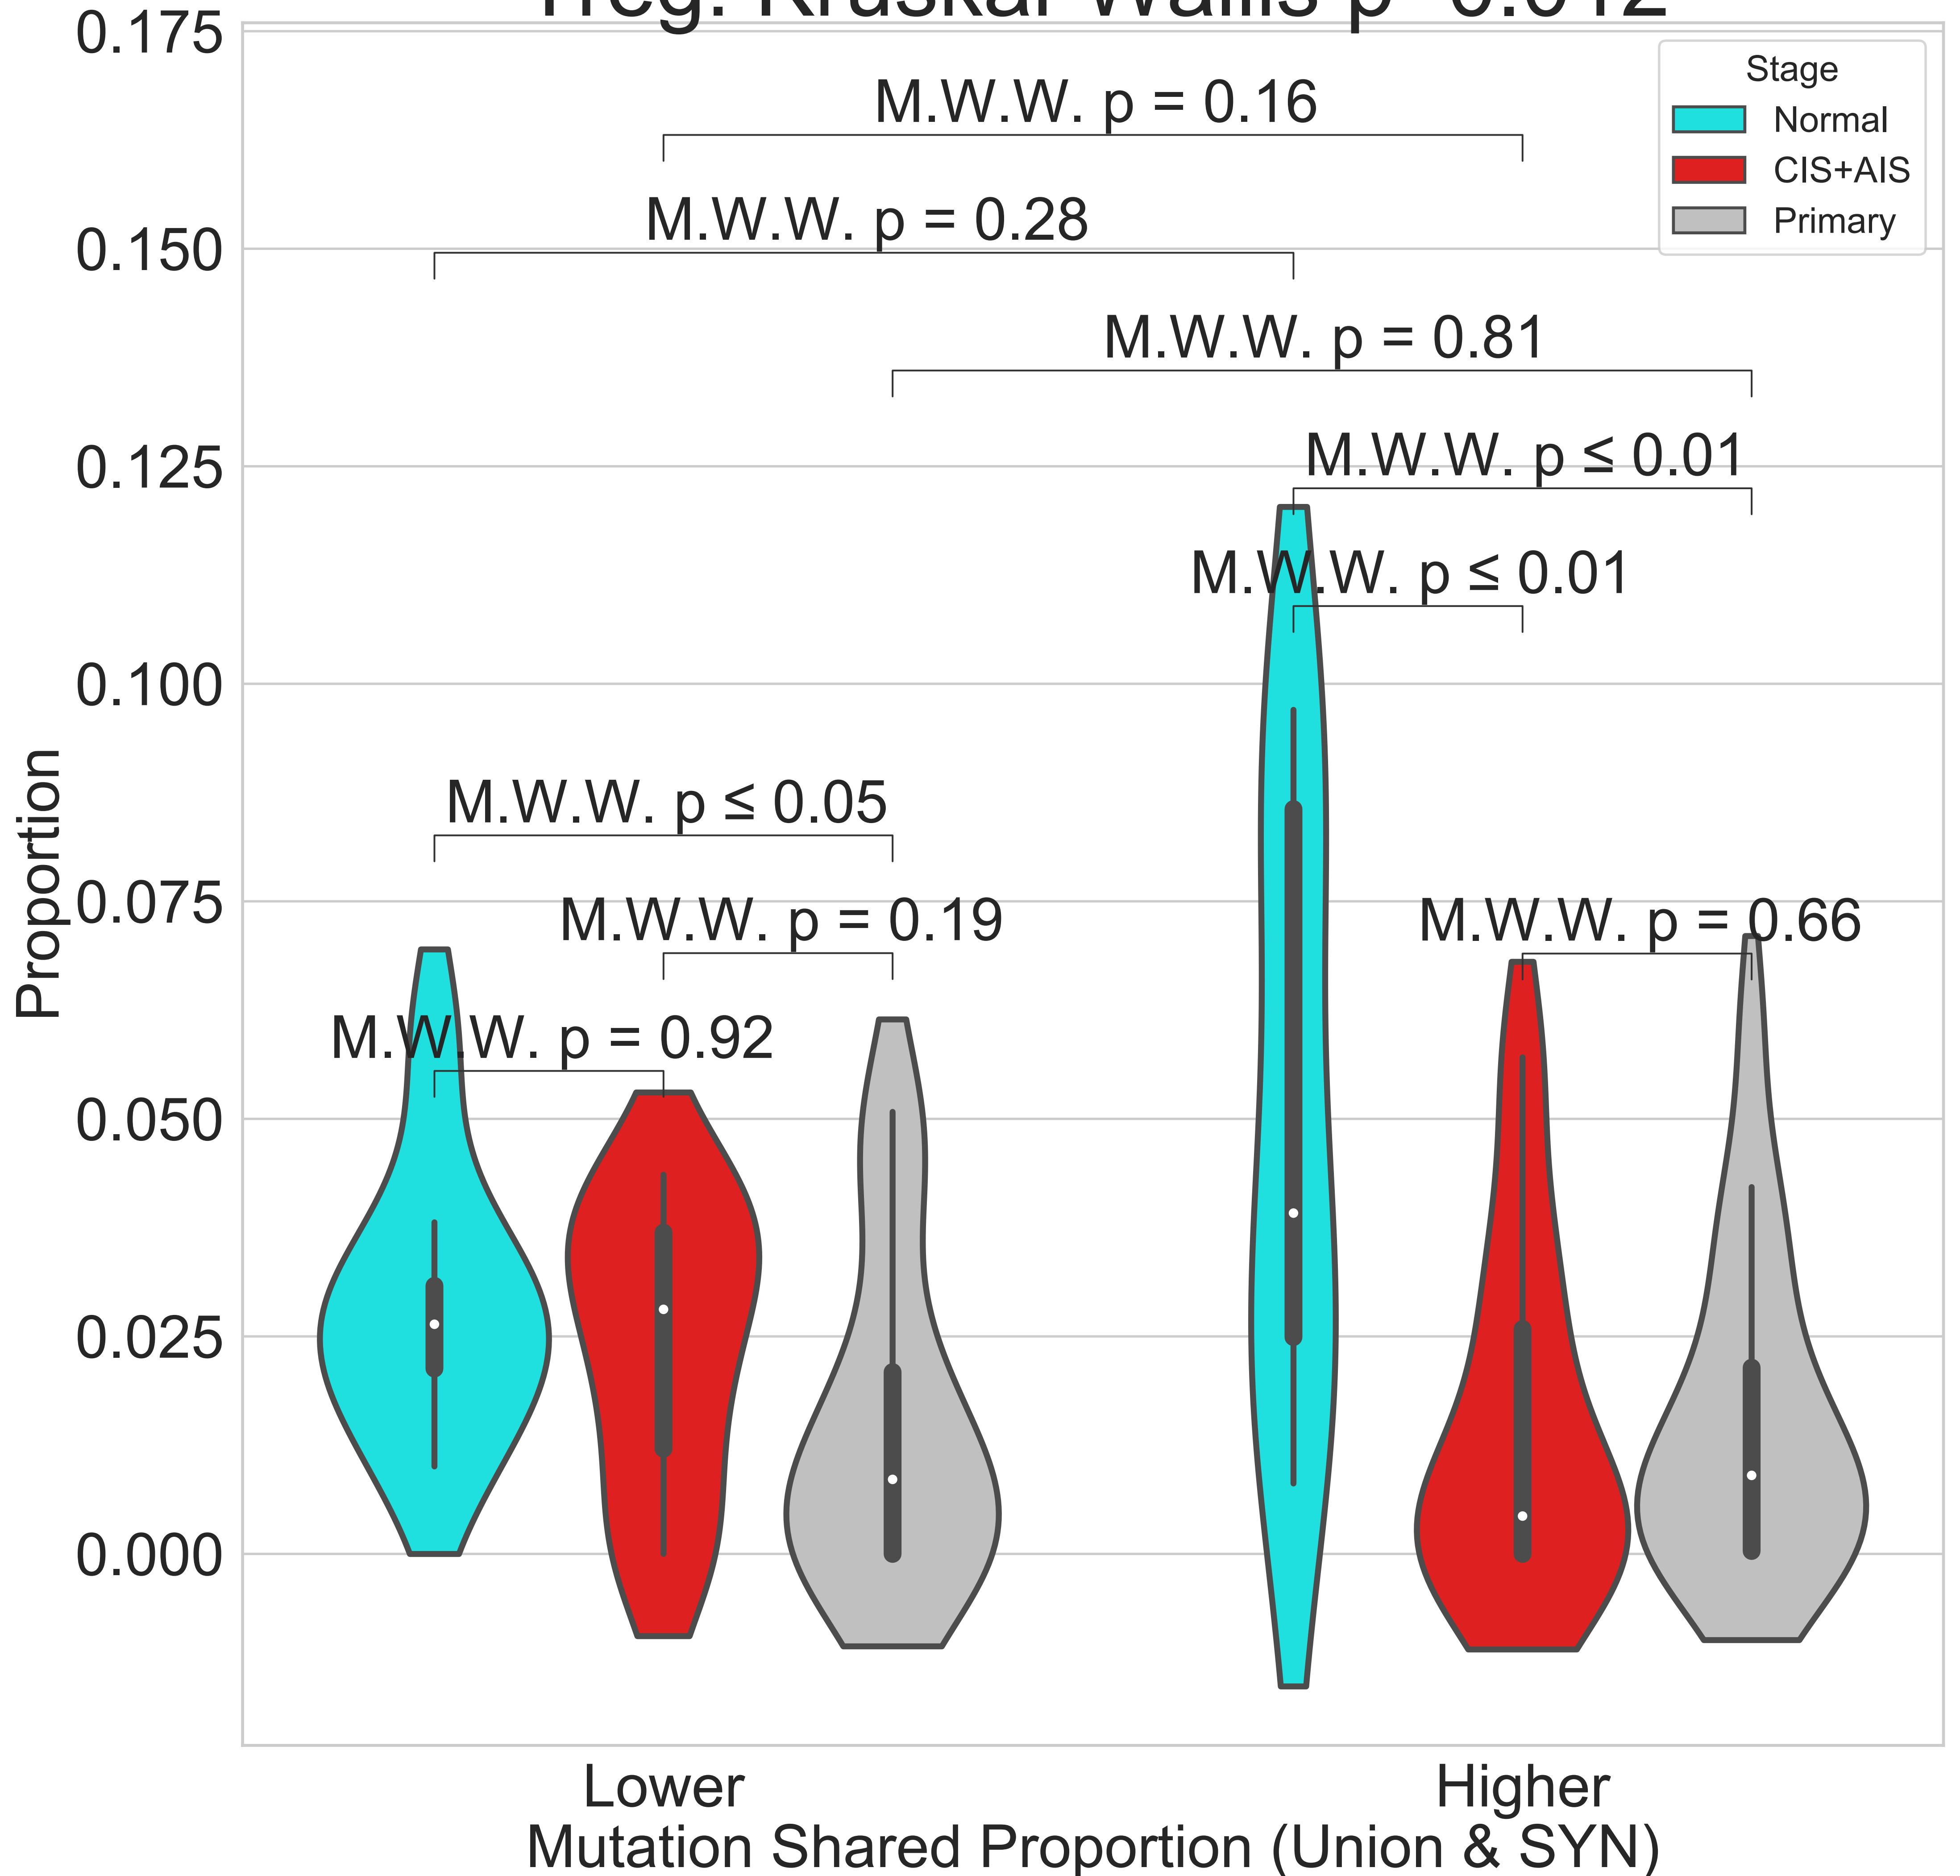 Treg: Kruskal-Wallis p=0.012
0.175
0.150
0.125
0.100
0.075
0.050
0.025
0.000
Proportion
Stage
Normal
CIS+AIS
Primary
M.W.W. p = 0.16
M.W.W. p = 0.28
M.W.W. p = 0.81
M.W.W. p ≤ 0.01
M.W.W. p ≤ 0.01
M.W.W. p ≤ 0.05
M.W.W. p = 0.19
M.W.W. p = 0.66
M.W.W. p = 0.92
Lower
Higher
Mutation Shared Proportion (Union & SYN)